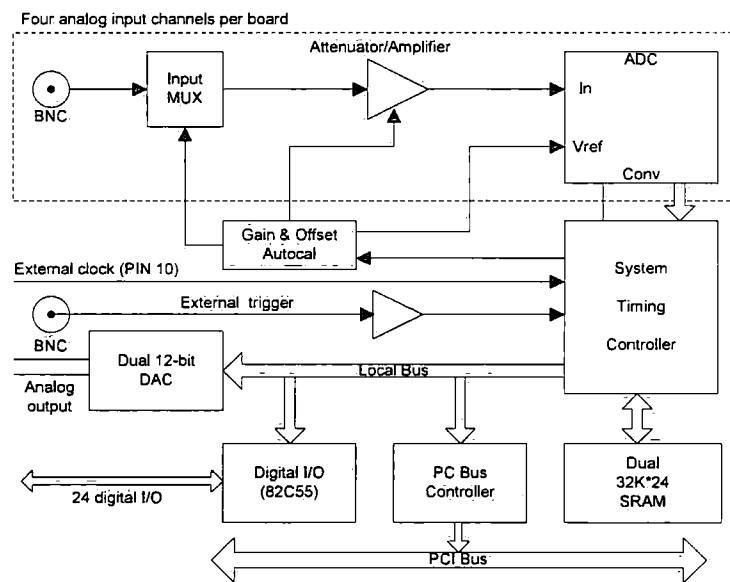 Four analog input channels per board
Attenuator/Amplifier
ADC
Input
MUX
In
BNC
Vref
Conv
Gain & Offset
Autocal
System
Timing
Controller
External clock (PIN 10)
External trigger
BNC
Dual 12-bit
DAC
Local Bus
Analog
output
Digital I/O
(82C55)
PC Bus
Controller
Dual
32K*24
SRAM
24 digital I/O
PCI Bus